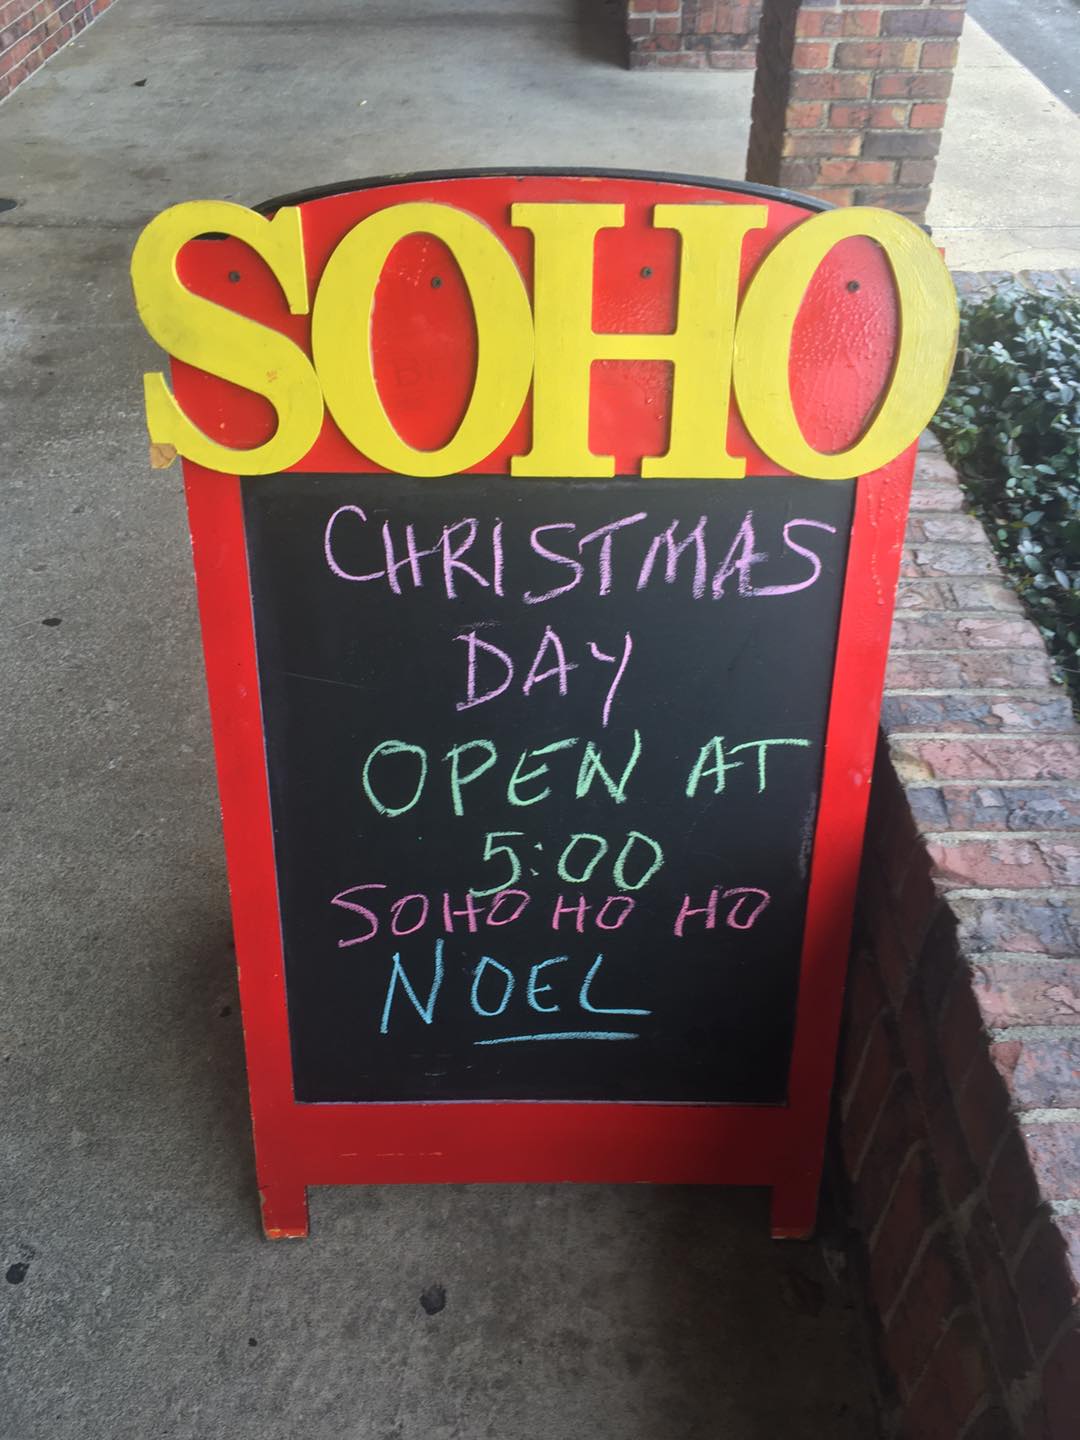 SOHO
CHRISTMAS
DAY
OPEN AT
5:00
SOHO HO HO
NOEL